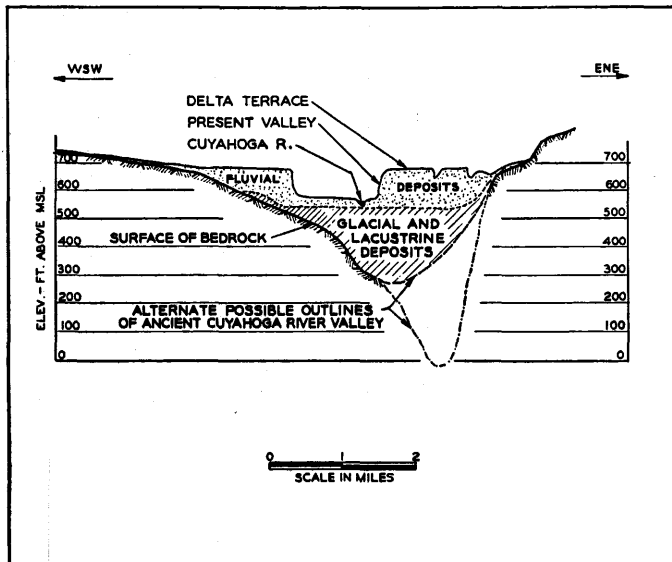 WSW
ENE
DELTA TERRACE
PRESENT VALLEY
CUYAHOGA R.
700
600
500
400
300
200
100
0
ELEV. - FT. ABOVE MSL
FLUVIAL
DEPOSITS
GLACIAL AND
LACUSTRINE
DEPOSITS
SURFACE OF BEDROCK
ALTERNATE POSSIBLE OUTLINES
OF ANCIENT CUYAHOGA RIVER VALLEY
700
600
500
400
300
200
100
0
0 1 2
SCALE IN MILES